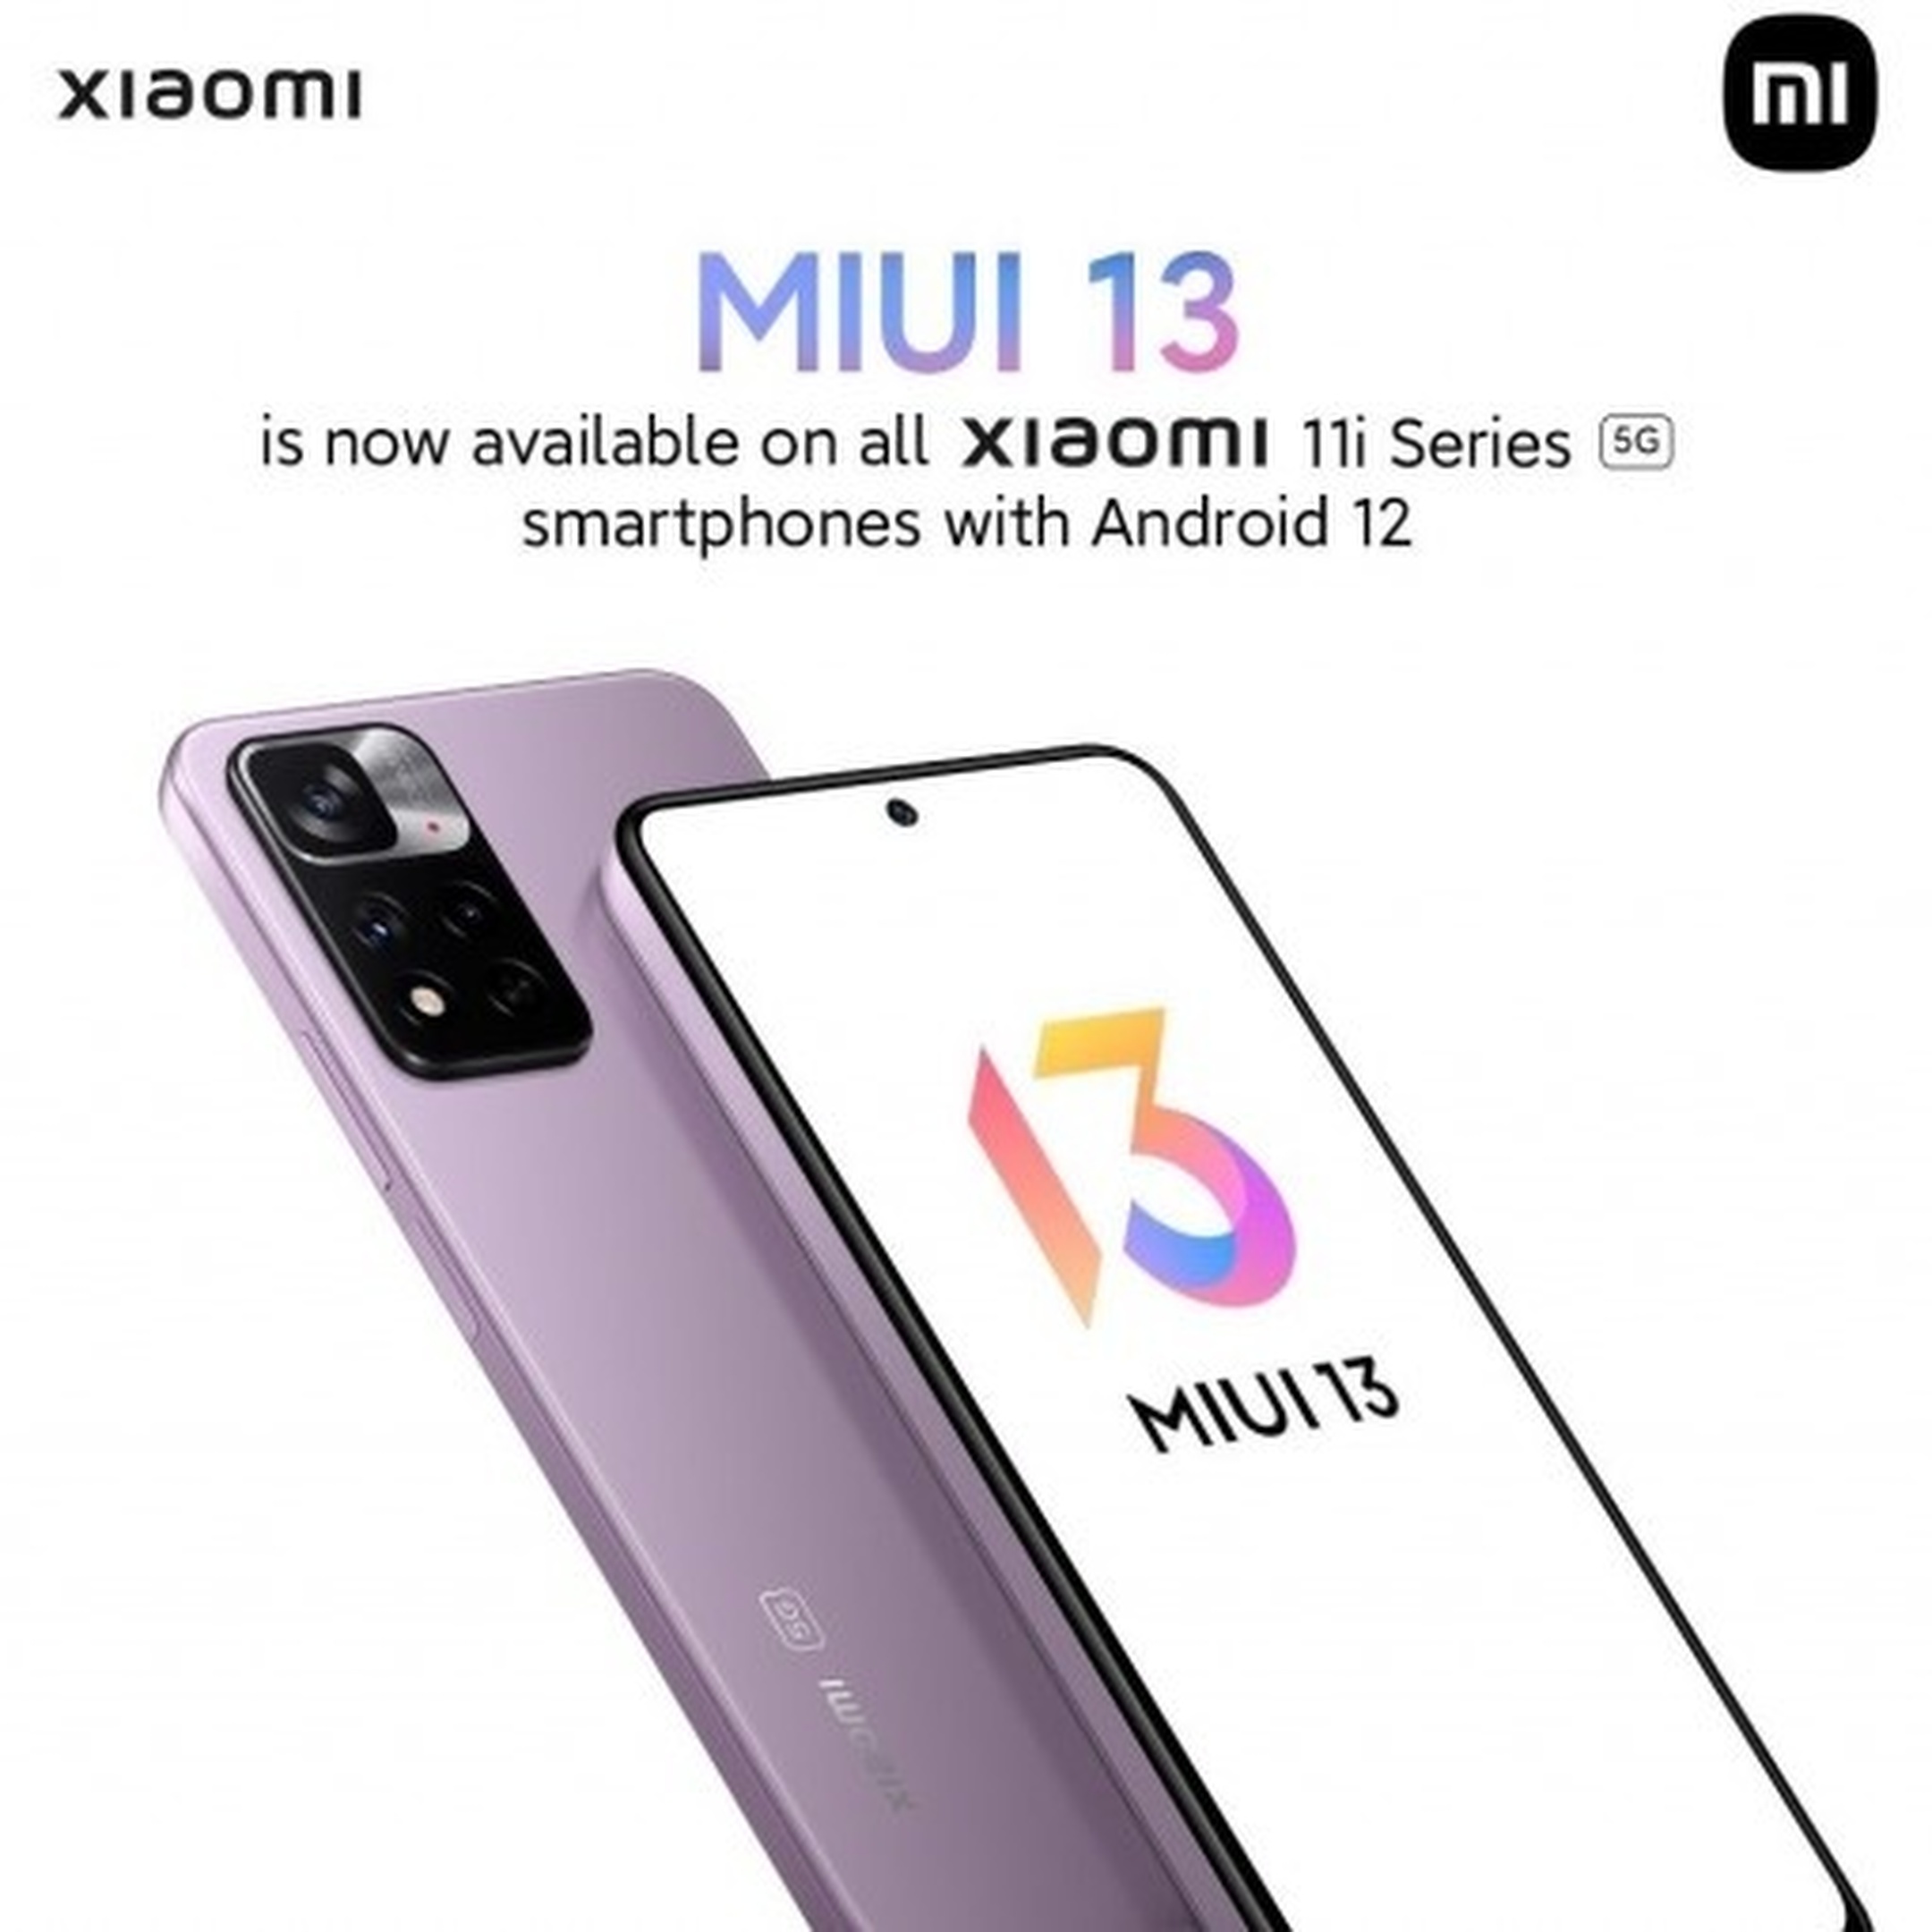 xiaomi
mi
MIUI 13
is now available on all xiaomi 11i Series 5G
smartphones with Android 12
13
MIUI 13
5G
xiaomi